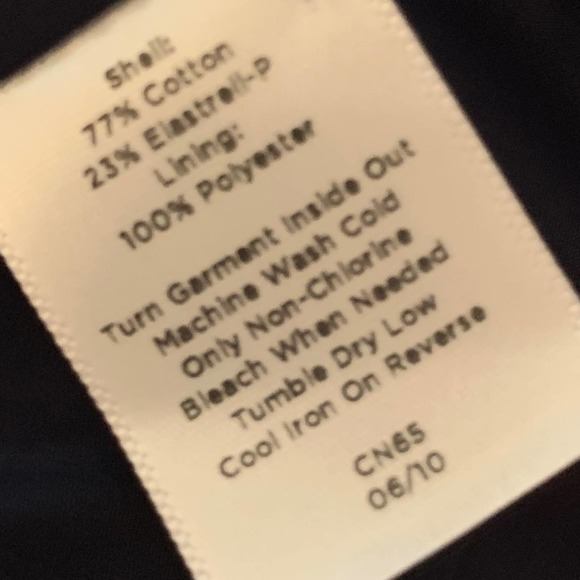 Shell:
77% Cotton
23% Elastrell-P
Lining:
100% Polyester
Turn Garment Inside Out
Machine Wash Cold
Only Non-Chlorine
Bleach When Needed
Tumble Dry Low
Cool Iron On Reverse
CN65
06/10